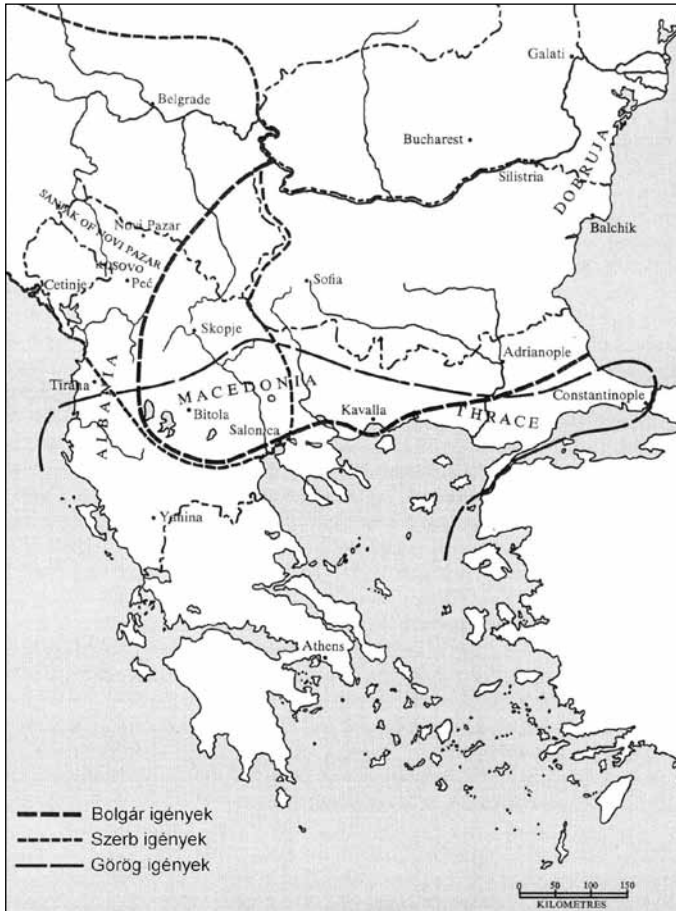 Galati
Belgrade
Bucharest
Silistria
DOBRUJA
Balchik
SANJAK OF NOVI PAZAR
Novi Pazar
KOSOVO
Peć
Cetinje
Sofia
Skopje
Adrianople
Tirana
ALBANIA
MACEDONIA
Bitola
Kavalla
THRACE
Constantinople
Salonica
Yanina
Athens
Bolgár igények
Szerb igények
Görög igények
0 50 100 150
KILOMETRES